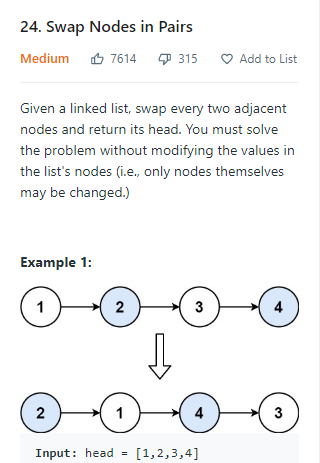 24. Swap Nodes in Pairs
Medium 7614 315 Add to List
Given a linked list, swap every two adjacent
nodes and return its head. You must solve
the problem without modifying the values in
the list's nodes (i.e., only nodes themselves
may be changed.)
Example 1:
1 2 3 4
2 1 4 3
Input: head = [1,2,3,4]